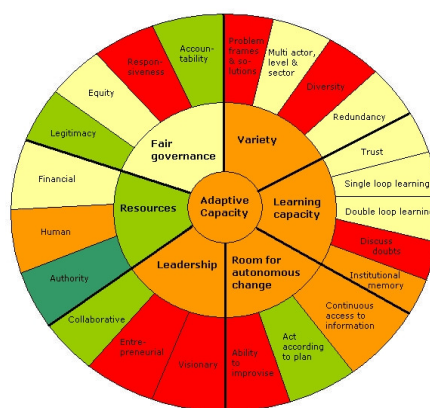 Adaptive
Capacity
Variety
Learning
capacity
Room for
autonomous
change
Leadership
Resources
Fair
governance
Problem
frames
& so-
lutions
Multi actor,
level &
sector
Diversity
Redundancy
Trust
Single loop learning
Double loop learning
Discuss
doubts
Institutional
memory
Continuous
access to
information
Act
according
to plan
Ability
to
improvise
Visionary
Entre-
preneurial
Collaborative
Authority
Human
Financial
Legitimacy
Equity
Respon-
siveness
Accoun-
tability